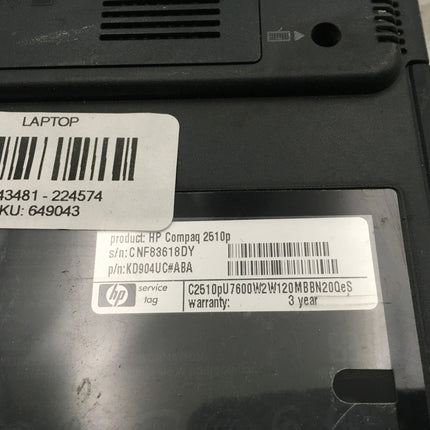 LAPTOP
43481 - 224574
KU: 649043
product: HP Compaq 2510p
s/n: CNF83618DY
p/n: KD904UC#ABA
hp
service
tag
C2510pU7600W2W120MBBN20QeS
warranty: 3 year